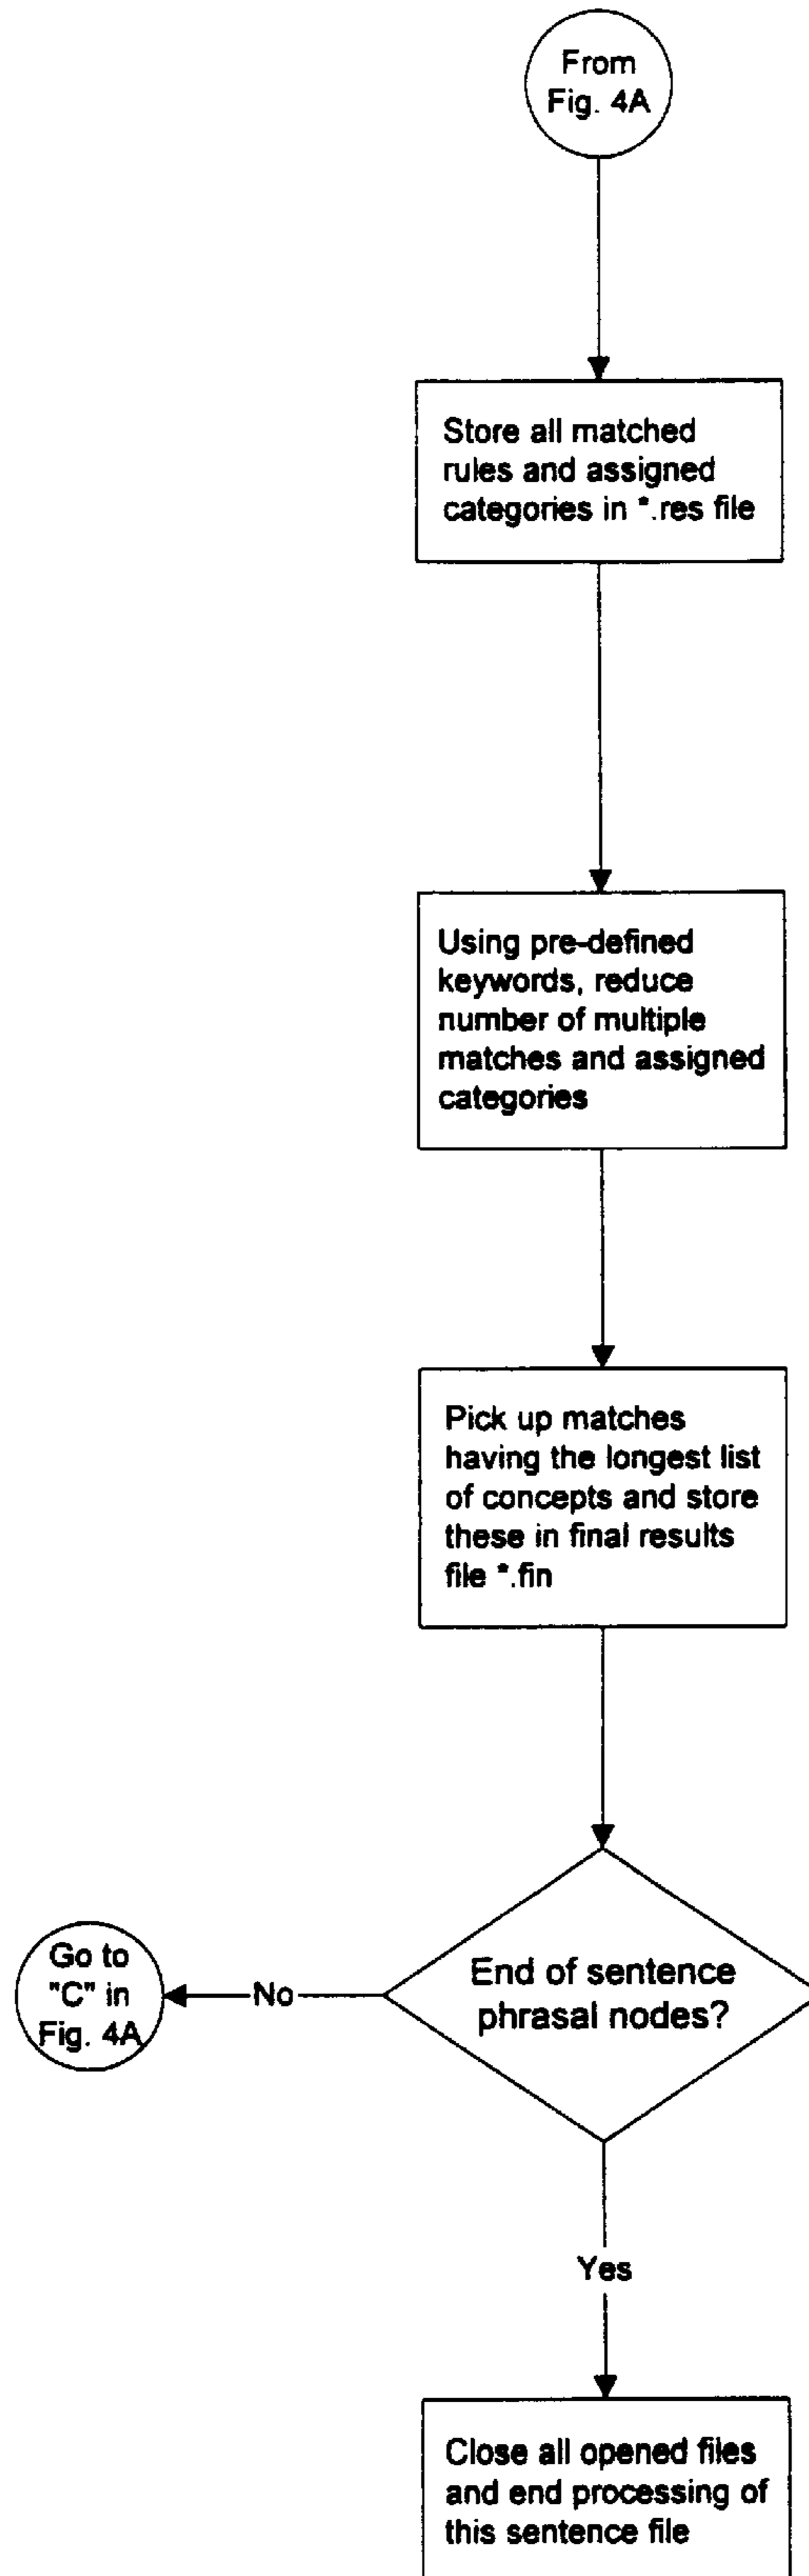 From
Fig. 4A
Store all matched
rules and assigned
categories in *.res file
Using pre-defined
keywords, reduce
number of multiple
matches and assigned
categories
Pick up matches
having the longest list
of concepts and store
these in final results
file *.fin
End of sentence
phrasal nodes?
No
Go to
"C" in
Fig. 4A
Yes
Close all opened files
and end processing of
this sentence file